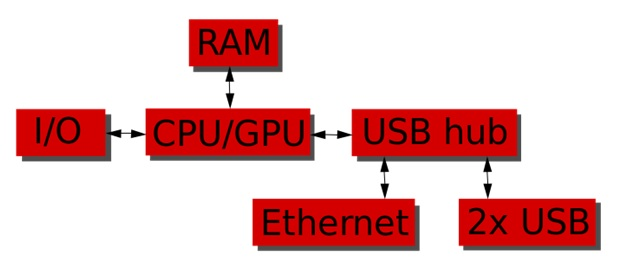 RAM
I/O
CPU/GPU
USB hub
Ethernet
2x USB